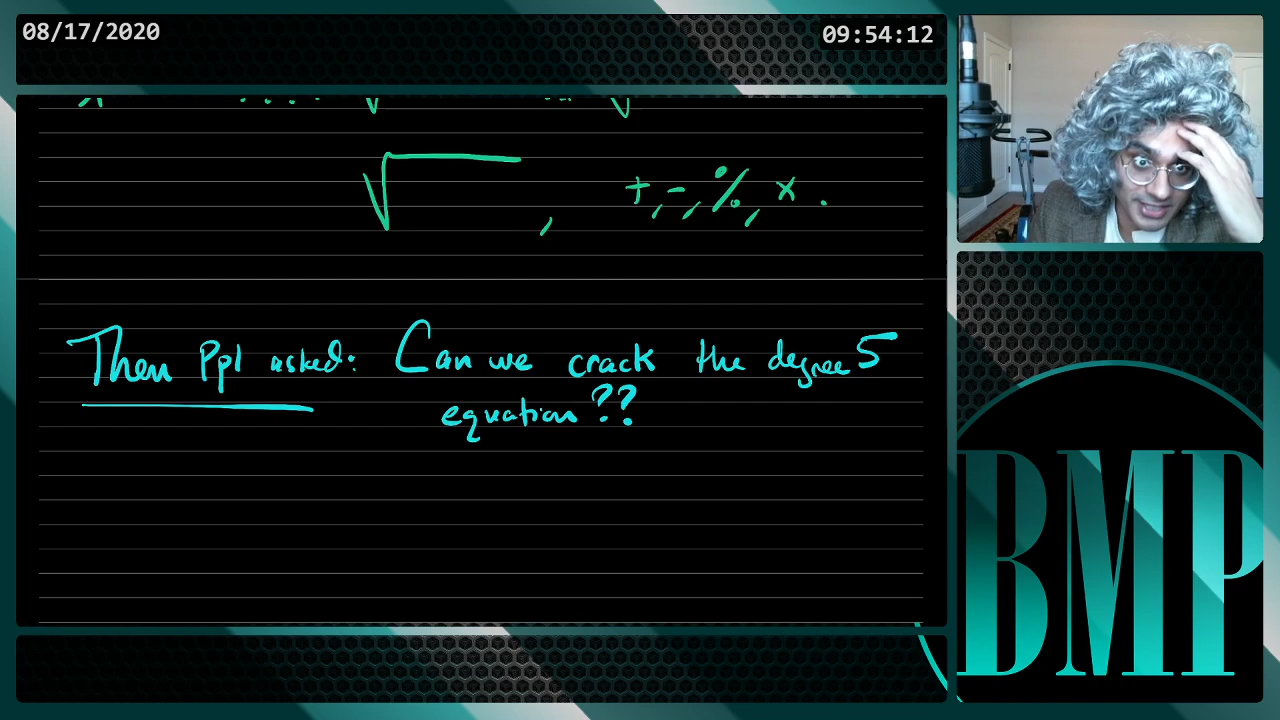 08/17/2020
09:54:12
√ , +, -, %, x .
Then Ppl asked: Can we crack the degree 5
equation ??
BMP